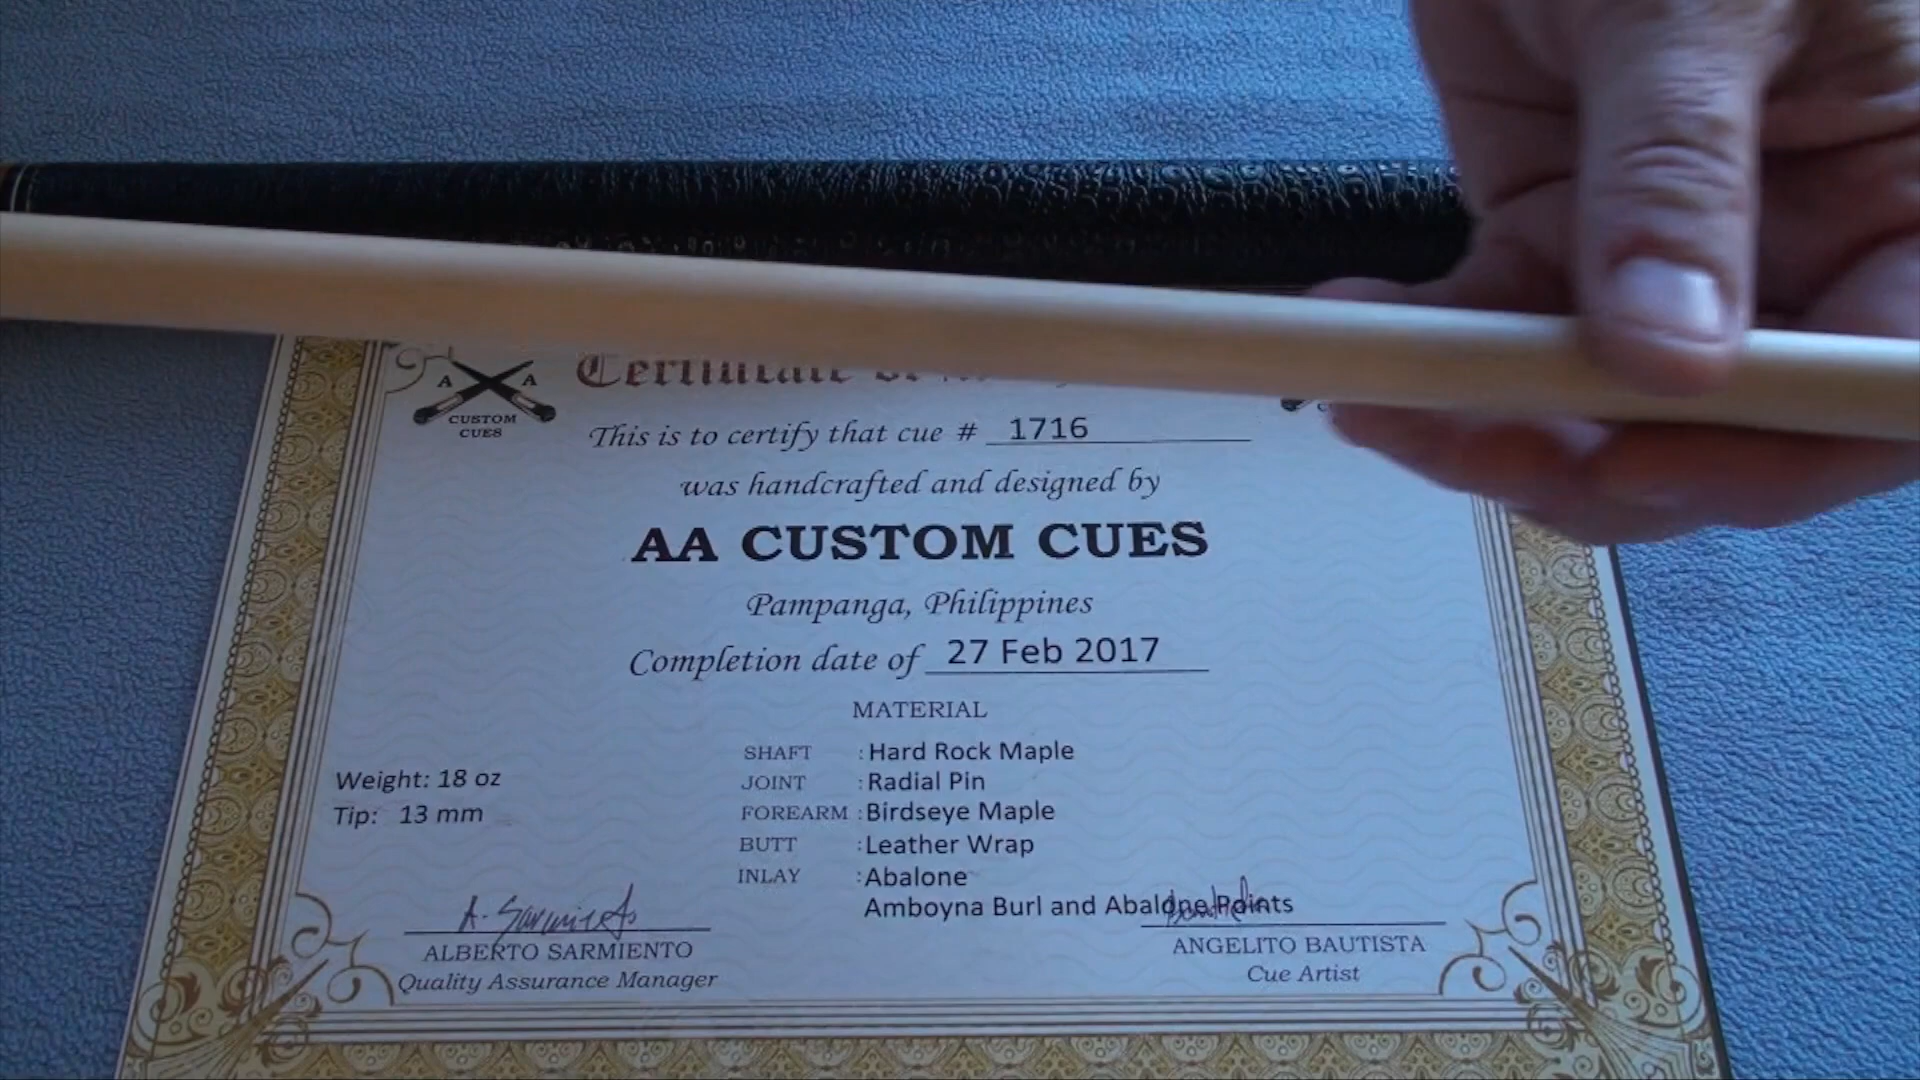 A A
CUSTOM
CUES
This is to certify that cue # 1716
was handcrafted and designed by
AA CUSTOM CUES
Pampanga, Philippines
Completion date of 27 Feb 2017
MATERIAL
SHAFT : Hard Rock Maple
JOINT : Radial Pin
FOREARM : Birdseye Maple
BUTT : Leather Wrap
INLAY : Abalone
Amboyna Burl and Abalone Points
Weight: 18 oz
Tip: 13 mm
A. Sarmiento
ALBERTO SARMIENTO
Quality Assurance Manager
ANGELITO BAUTISTA
Cue Artist